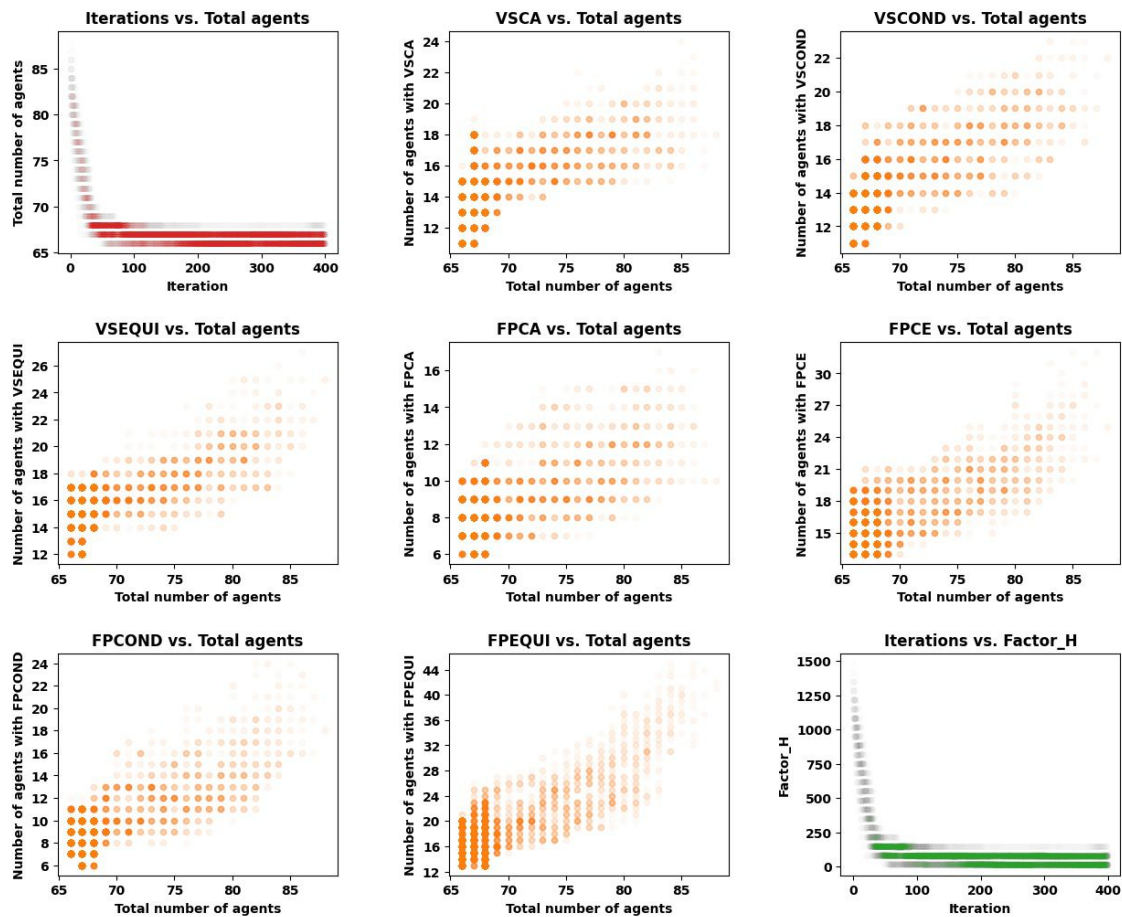 Iterations vs. Total agents
Total number of agents
85
80
75
70
65
0 100 200 300 400
Iteration
VSCA vs. Total agents
Number of agents with VSCA
24
22
20
18
16
14
12
65 70 75 80 85
Total number of agents
VSCOND vs. Total agents
Number of agents with VSCOND
22
20
18
16
14
12
65 70 75 80 85
Total number of agents
VSEQUI vs. Total agents
Number of agents with VSEQUI
26
24
22
20
18
16
14
12
65 70 75 80 85
Total number of agents
FPCA vs. Total agents
Number of agents with FPCA
16
14
12
10
8
6
65 70 75 80 85
Total number of agents
FPCE vs. Total agents
Number of agents with FPCE
30
27
24
21
18
15
65 70 75 80 85
Total number of agents
FPCOND vs. Total agents
Number of agents with FPCOND
24
22
20
18
16
14
12
10
8
6
65 70 75 80 85
Total number of agents
FPEQUI vs. Total agents
Number of agents with FPEQUI
44
40
36
32
28
24
20
16
12
65 70 75 80 85
Total number of agents
Iterations vs. Factor_H
Factor_H
1500
1250
1000
750
500
250
0
0 100 200 300 400
Iteration